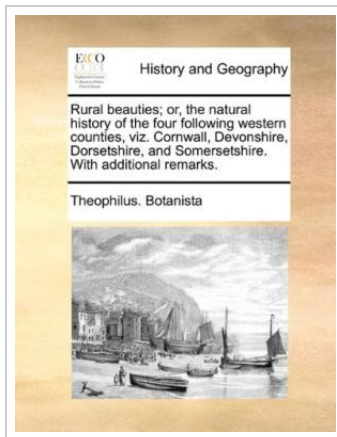 ECCO
History and Geography
Rural beauties; or, the natural
history of the four following western
counties, viz. Cornwall, Devonshire,
Dorsetshire, and Somersetshire.
With additional remarks.
Theophilus. Botanista